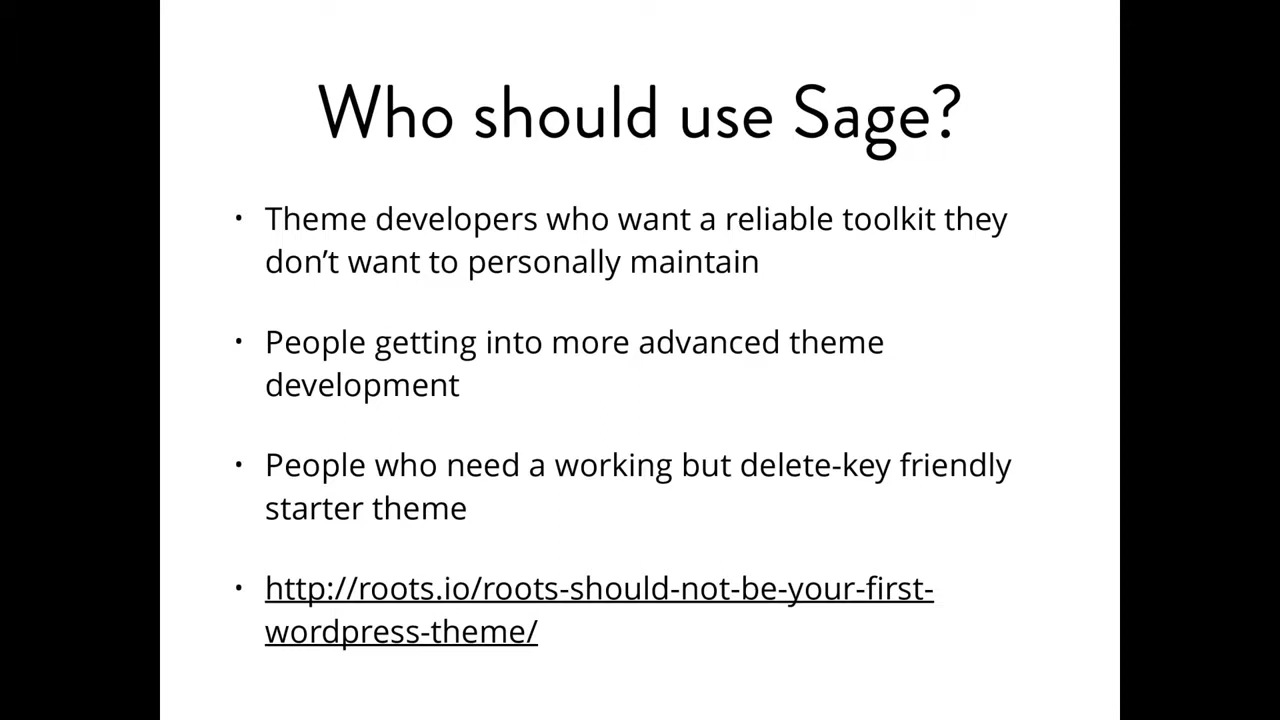 Who should use Sage?
• Theme developers who want a reliable toolkit they
don’t want to personally maintain
• People getting into more advanced theme
development
• People who need a working but delete-key friendly
starter theme
• http://roots.io/roots-should-not-be-your-first-
wordpress-theme/